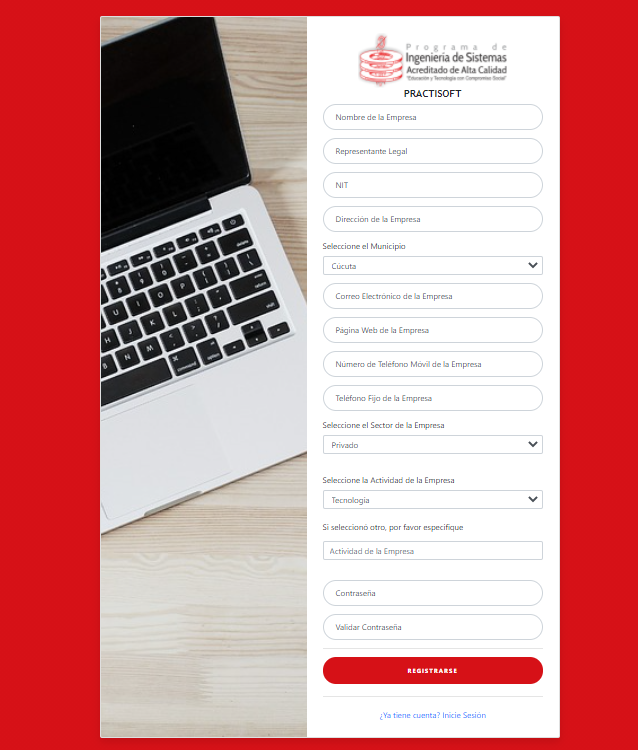 Programa de
Ingeniería de Sistemas
Acreditado de Alta Calidad
"Educación y Tecnología con Compromiso Social"
PRACTISOFT
Nombre de la Empresa
Representante Legal
NIT
Dirección de la Empresa
Seleccione el Municipio
Cúcuta
Correo Electrónico de la Empresa
Página Web de la Empresa
Número de Teléfono Móvil de la Empresa
Teléfono Fijo de la Empresa
Seleccione el Sector de la Empresa
Privado
Seleccione la Actividad de la Empresa
Tecnología
Si seleccionó otro, por favor especifique
Actividad de la Empresa
Contraseña
Validar Contraseña
REGISTRARSE
¿Ya tiene cuenta? Inicie Sesión